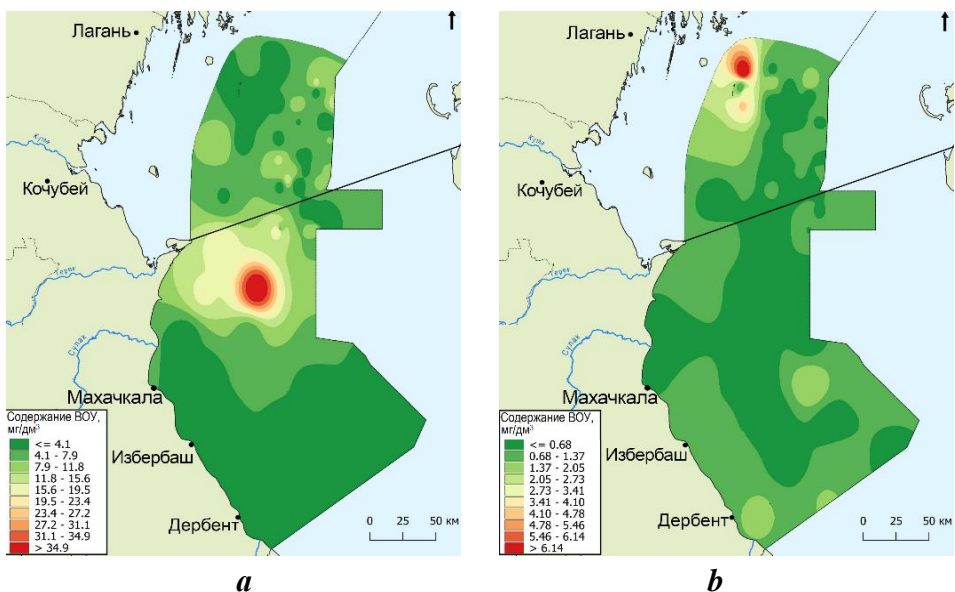 Лагань
Кума
Кочубей
Терек
Сулак
Махачкала
Избербаш
Дербент
Содержание ВОУ,
мг/дм³
<= 4.1
4.1 - 7.9
7.9 - 11.8
11.8 - 15.6
15.6 - 19.5
19.5 - 23.4
23.4 - 27.2
27.2 - 31.1
31.1 - 34.9
> 34.9
0 25 50 км
a
Лагань
Кума
Кочубей
Терек
Сулак
Махачкала
Избербаш
Дербент
Содержание ВОУ,
мг/дм³
<= 0.68
0.68 - 1.37
1.37 - 2.05
2.05 - 2.73
2.73 - 3.41
3.41 - 4.10
4.10 - 4.78
4.78 - 5.46
5.46 - 6.14
> 6.14
0 25 50 км
b